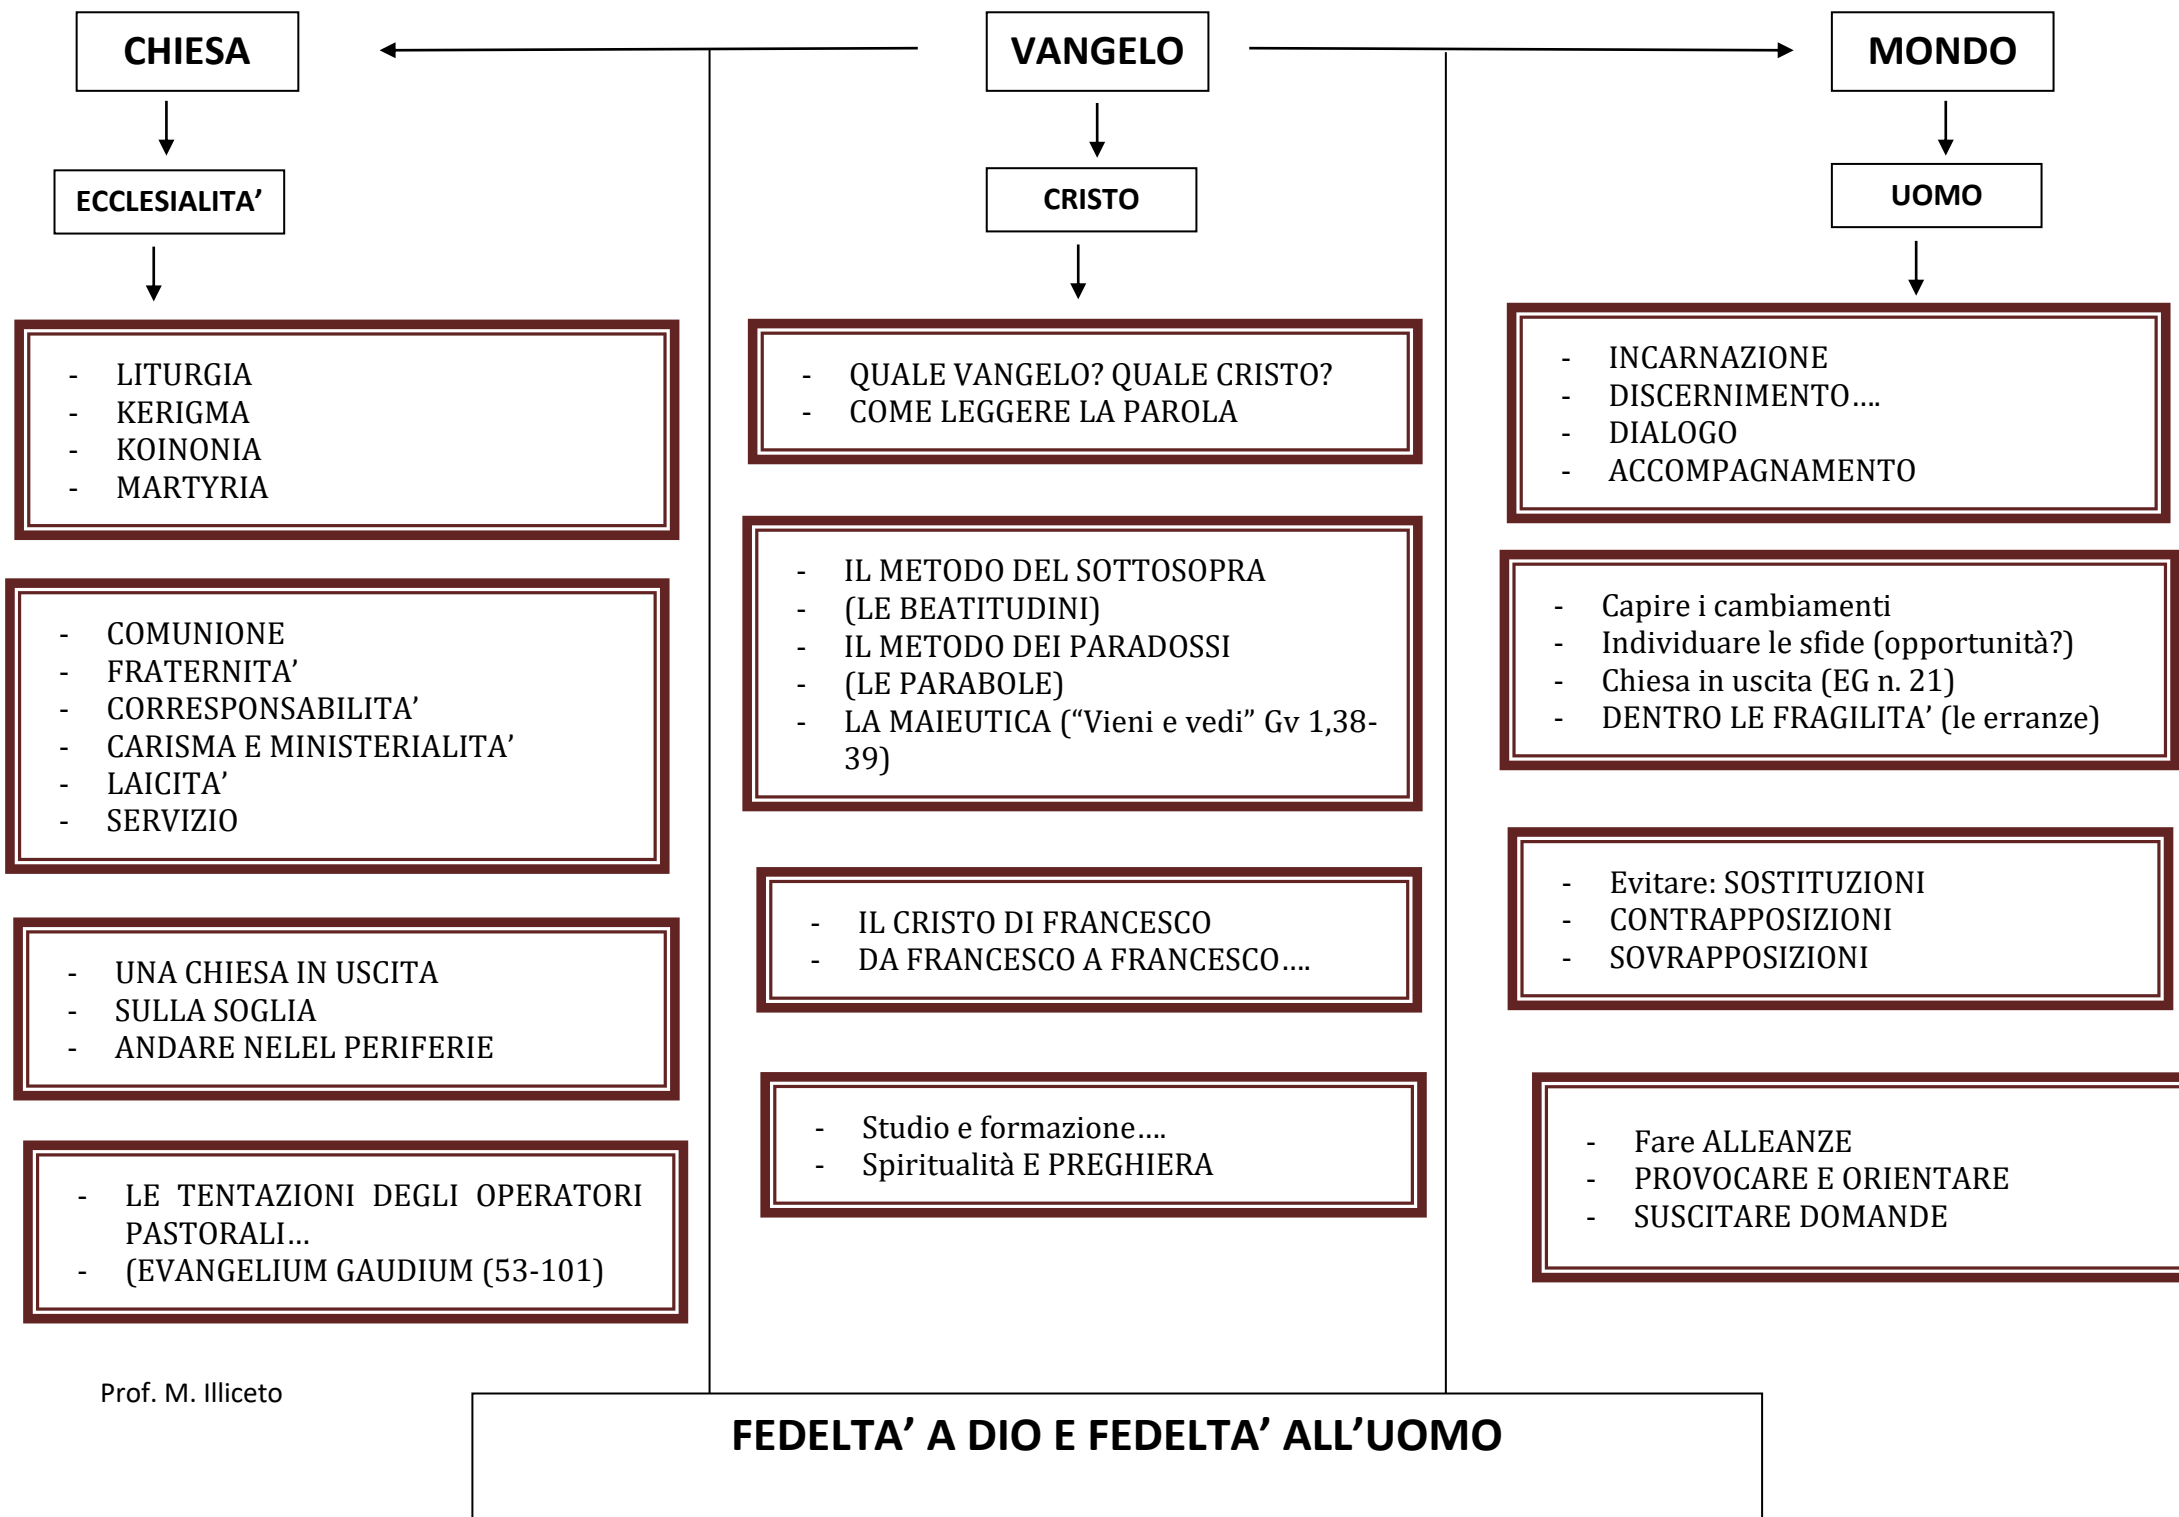 CHIESA
VANGELO
MONDO
ECCLESIALITA’
CRISTO
UOMO
- LITURGIA
- KERIGMA
- KOINONIA
- MARTYRIA
- COMUNIONE
- FRATERNITA’
- CORRESPONSABILITA’
- CARISMA E MINISTERIALITA’
- LAICITA’
- SERVIZIO
- UNA CHIESA IN USCITA
- SULLA SOGLIA
- ANDARE NELEL PERIFERIE
- LE TENTAZIONI DEGLI OPERATORI
PASTORALI…
- (EVANGELIUM GAUDIUM (53-101)
- QUALE VANGELO? QUALE CRISTO?
- COME LEGGERE LA PAROLA
- IL METODO DEL SOTTOSOPRA
- (LE BEATITUDINI)
- IL METODO DEI PARADOSSI
- (LE PARABOLE)
- LA MAIEUTICA (“Vieni e vedi” Gv 1,38-
39)
- IL CRISTO DI FRANCESCO
- DA FRANCESCO A FRANCESCO….
- Studio e formazione….
- Spiritualità E PREGHIERA
- INCARNAZIONE
- DISCERNIMENTO….
- DIALOGO
- ACCOMPAGNAMENTO
- Capire i cambiamenti
- Individuare le sfide (opportunità?)
- Chiesa in uscita (EG n. 21)
- DENTRO LE FRAGILITA’ (le erranze)
- Evitare: SOSTITUZIONI
- CONTRAPPOSIZIONI
- SOVRAPPOSIZIONI
- Fare ALLEANZE
- PROVOCARE E ORIENTARE
- SUSCITARE DOMANDE
Prof. M. Illiceto
FEDELTA’ A DIO E FEDELTA’ ALL’UOMO